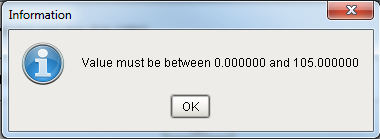 Information
Value must be between 0.000000 and 105.000000
OK